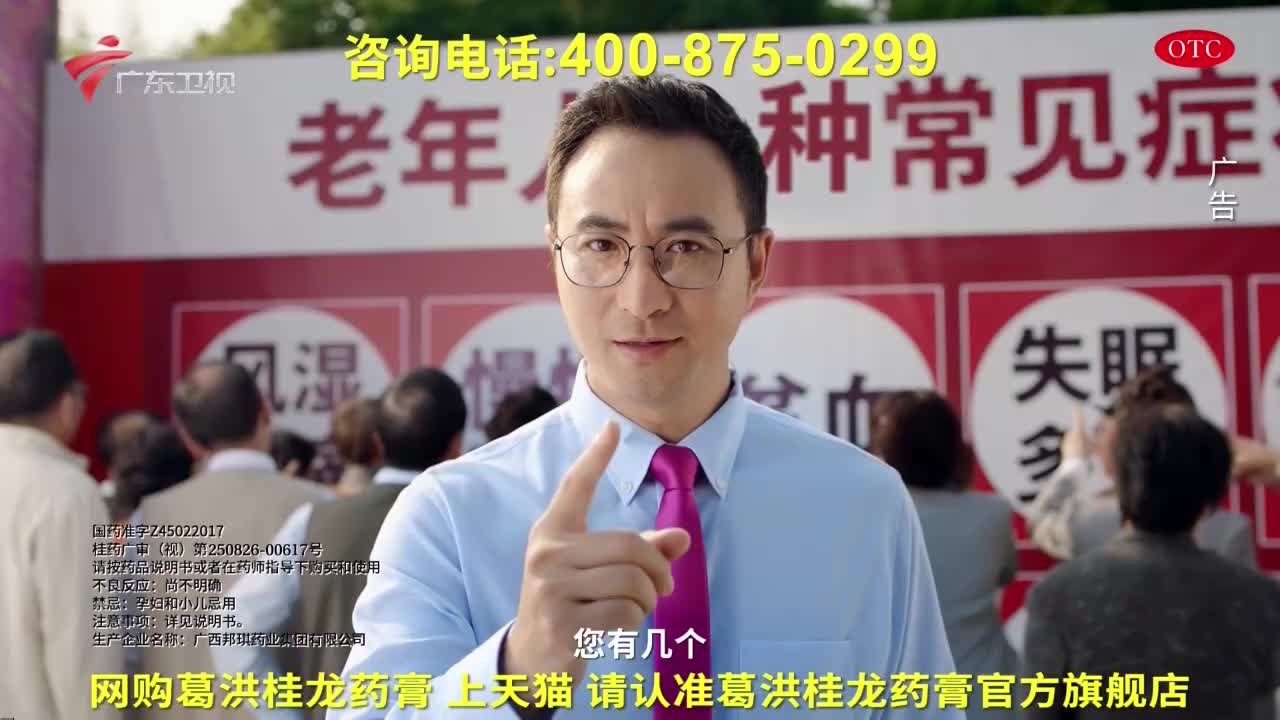 咨询电话:400-875-0299
OTC
广东卫视
老年
种常见症
广告
风湿
贫血
失眠
多
国药准字Z45022017
桂药广审（视）第250826-00617号
请按药品说明书或者在药师指导下购买和使用
不良反应：尚不明确
禁忌：孕妇和小儿忌用
注意事项：详见说明书。
生产企业名称：广西邦琪药业集团有限公司
您有几个
网购葛洪桂龙药膏 上天猫 请认准葛洪桂龙药膏官方旗舰店